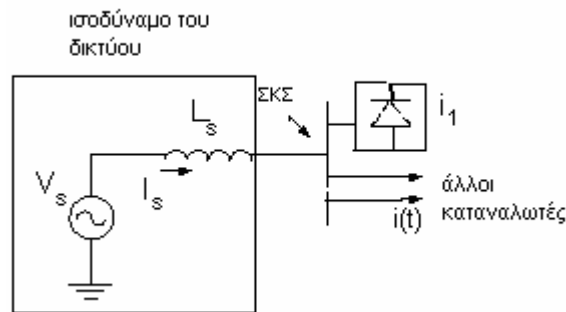 ισοδύναμο του
δικτύου
L_s
ΣΚΣ
i_1
V_s
I_s
άλλοι
i(t)
καταναλωτές